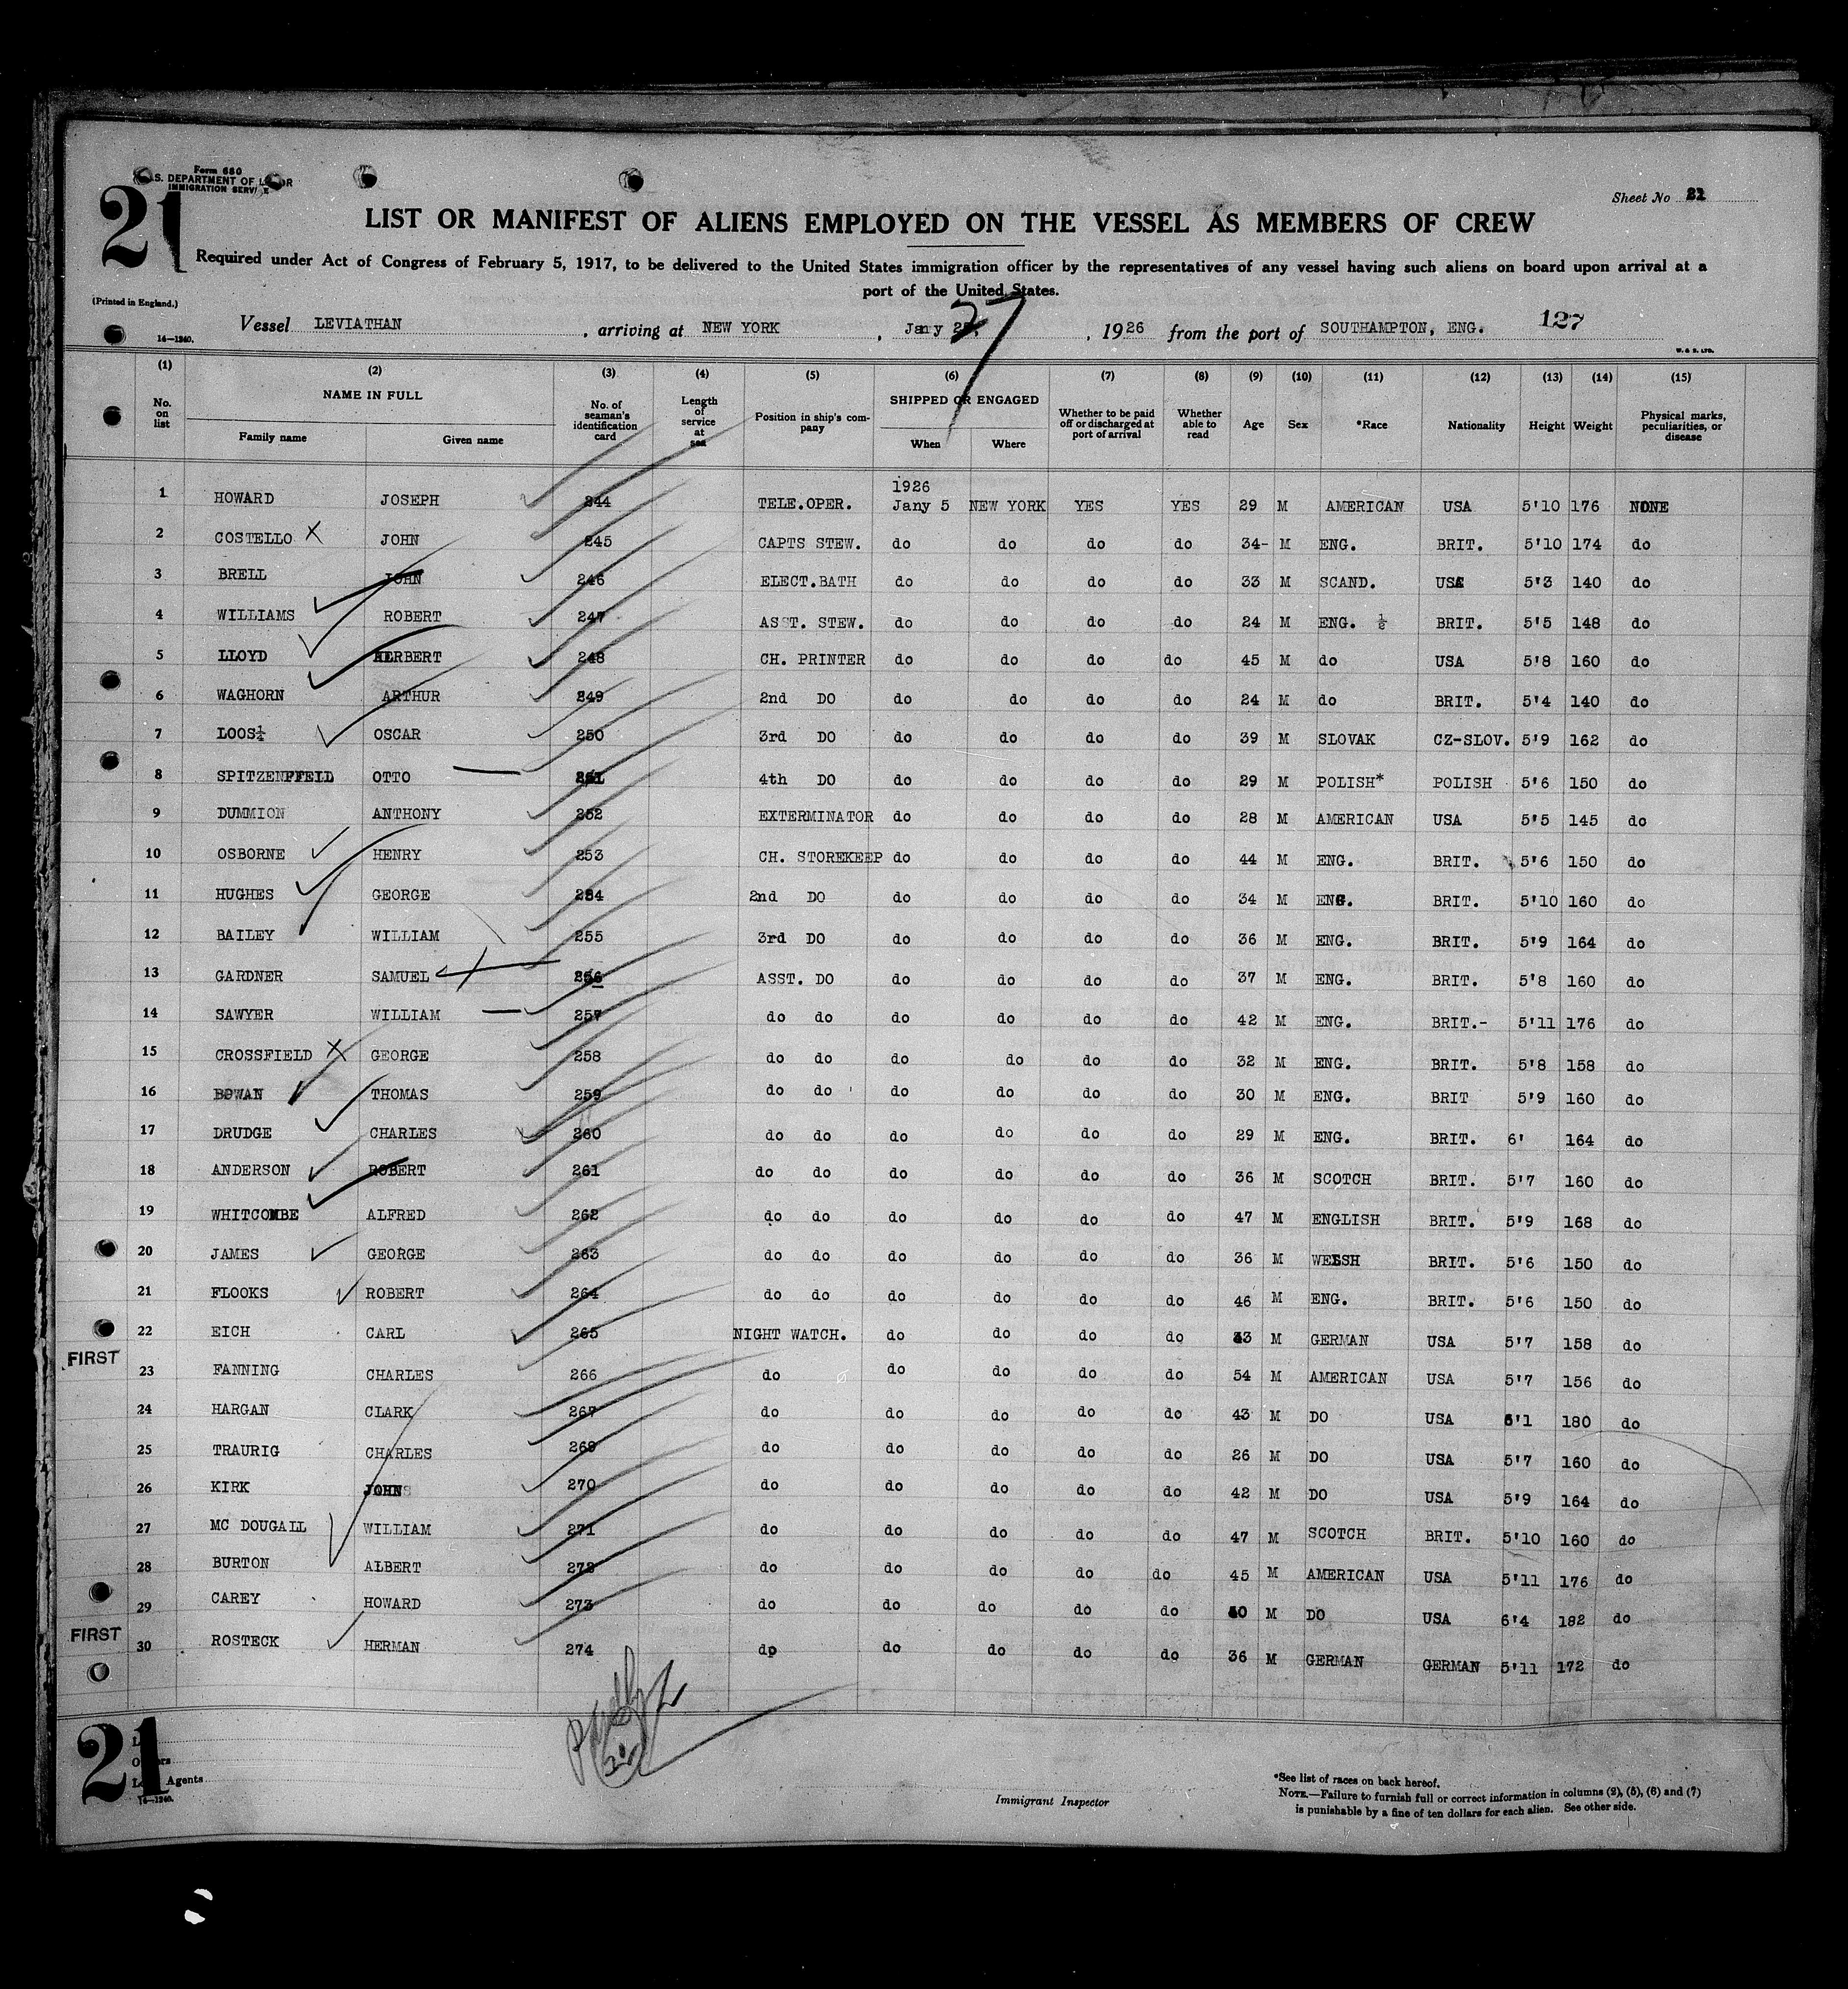 Form 680
U.S. DEPARTMENT OF LABOR
IMMIGRATION SERVICE
21
Sheet No 21
LIST OR MANIFEST OF ALIENS EMPLOYED ON THE VESSEL AS MEMBERS OF CREW
Required under Act of Congress of February 5, 1917, to be delivered to the United States immigration officer by the representatives of any vessel having such aliens on board upon arrival at a
port of the United States.
(Printed in England.)
Vessel LEVIATHAN, arriving at NEW YORK, Jany 27, 1926 from the port of SOUTHAMPTON, ENG. 127
14—1240.
W. & S. LTD.
(1) (2) (3) (4) (5) (6) (7) (8) (9) (10) (11) (12) (13) (14) (15)
No. on list NAME IN FULL Family name Given name No. of seaman's identification card Length of service at sea Position in ship's company SHIPPED OR ENGAGED When Where Whether to be paid off or discharged at port of arrival Whether able to read Age Sex *Race Nationality Height Weight Physical marks, peculiarities, or disease
1926
1 HOWARD JOSEPH 244 TELE.OPER. Jany 5 NEW YORK YES YES 29 M AMERICAN USA 5'10 176 NONE
2 COSTELLO X JOHN 245 CAPTS STEW. do do do do 34- M ENG. BRIT. 5'10 174 do
3 BRELL JOHN 246 ELECT.BATH do do do do 33 M SCAND. USA 5'3 140 do
4 WILLIAMS ROBERT 247 ASST. STEW. do do do do 24 M ENG. ½ BRIT. 5'5 148 do
5 LLOYD HERBERT 248 CH. PRINTER do do do do 45 M do USA 5'8 160 do
6 WAGHORN ARTHUR 249 2nd DO do do do do 24 M do BRIT. 5'4 140 do
7 LOOS¼ OSCAR 250 3rd DO do do do do 39 M SLOVAK CZ-SLOV. 5'9 162 do
8 SPITZENPFEIL OTTO 251 4th DO do do do do 29 M POLISH* POLISH 5'6 150 do
9 DUMMION ANTHONY 252 EXTERMINATOR do do do do 28 M AMERICAN USA 5'5 145 do
10 OSBORNE HENRY 253 CH. STOREKEEP do do do do 44 M ENG. BRIT. 5'6 150 do
11 HUGHES GEORGE 254 2nd DO do do do do 34 M ENG. BRIT. 5'10 160 do
12 BAILEY WILLIAM 255 3rd DO do do do do 36 M ENG. BRIT. 5'9 164 do
13 GARDNER SAMUEL 256 ASST. DO do do do do 37 M ENG. BRIT. 5'8 160 do
14 SAWYER WILLIAM 257 do do do do do do 42 M ENG. BRIT.- 5'11 176 do
15 CROSSFIELD X GEORGE 258 do do do do do do 32 M ENG. BRIT. 5'8 158 do
16 BOWAN THOMAS 259 do do do do do do 30 M ENG. BRIT 5'9 160 do
17 DRUDGE CHARLES 260 do do do do do do 29 M ENG. BRIT. 6' 164 do
18 ANDERSON ROBERT 261 do do do do do do 36 M SCOTCH BRIT. 5'7 160 do
19 WHITCOMBE ALFRED 262 do do do do do do 47 M ENGLISH BRIT. 5'9 168 do
20 JAMES GEORGE 263 do do do do do do 36 M WELSH BRIT. 5'6 150 do
21 FLOOKS ROBERT 264 do do do do do do 46 M ENG. BRIT. 5'6 150 do
22 EICH CARL 265 NIGHT WATCH. do do do do 33 M GERMAN USA 5'7 158 do
FIRST
23 FANNING CHARLES 266 do do do do do 54 M AMERICAN USA 5'7 156 do
24 HARGAN CLARK 267 do do do do do 43 M DO USA 6'1 180 do
25 TRAURIG CHARLES 269 do do do do do 26 M DO USA 5'7 160 do
26 KIRK JOHN 270 do do do do do 42 M DO USA 5'9 164 do
27 MC DOUGALL WILLIAM 271 do do do do do 47 M SCOTCH BRIT. 5'10 160 do
28 BURTON ALBERT 272 do do do do do 45 M AMERICAN USA 5'11 176 do
29 CAREY HOWARD 273 do do do do do 50 M DO USA 6'4 182 do
FIRST
30 ROSTECK HERMAN 274 do do do do do 36 M GERMAN GERMAN 5'11 172 do
21
Agents
14—1240.
Immigrant Inspector
*See list of races on back hereof.
NOTE.—Failure to furnish full or correct information in columns (2), (5), (6) and (7)
is punishable by a fine of ten dollars for each alien. See other side.